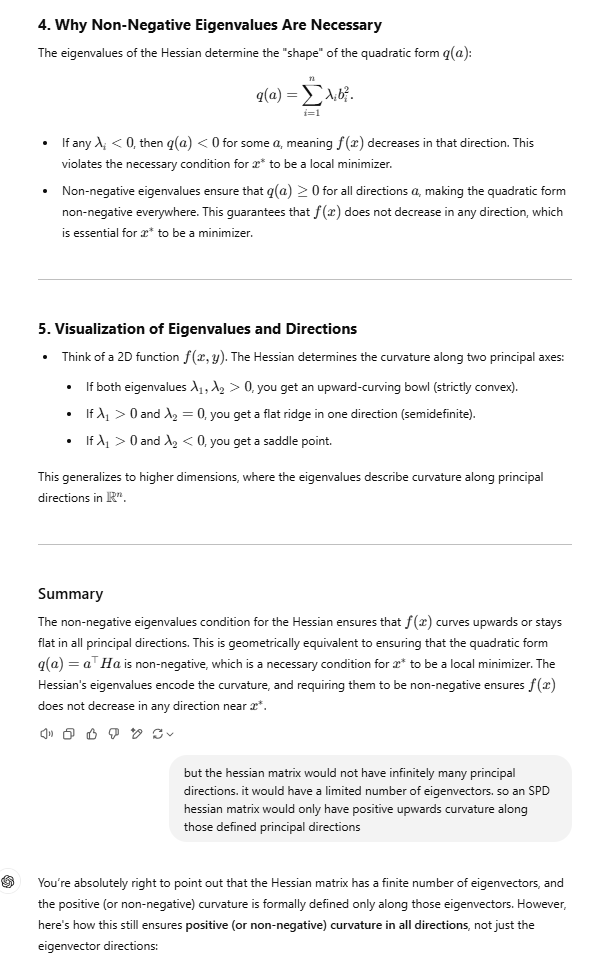 4. Why Non-Negative Eigenvalues Are Necessary
The eigenvalues of the Hessian determine the "shape" of the quadratic form q(a):
n
q(a) = ∑ λᵢbᵢ².
i=1
• If any λᵢ < 0, then q(a) < 0 for some a, meaning f(x) decreases in that direction. This
violates the necessary condition for x* to be a local minimizer.
• Non-negative eigenvalues ensure that q(a) ≥ 0 for all directions a, making the quadratic form
non-negative everywhere. This guarantees that f(x) does not decrease in any direction, which
is essential for x* to be a minimizer.
5. Visualization of Eigenvalues and Directions
• Think of a 2D function f(x, y). The Hessian determines the curvature along two principal axes:
• If both eigenvalues λ₁, λ₂ > 0, you get an upward-curving bowl (strictly convex).
• If λ₁ > 0 and λ₂ = 0, you get a flat ridge in one direction (semidefinite).
• If λ₁ > 0 and λ₂ < 0, you get a saddle point.
This generalizes to higher dimensions, where the eigenvalues describe curvature along principal
directions in ℝⁿ.
Summary
The non-negative eigenvalues condition for the Hessian ensures that f(x) curves upwards or stays
flat in all principal directions. This is geometrically equivalent to ensuring that the quadratic form
q(a) = a⊤Ha is non-negative, which is a necessary condition for x* to be a local minimizer. The
Hessian's eigenvalues encode the curvature, and requiring them to be non-negative ensures f(x)
does not decrease in any direction near x*.
but the hessian matrix would not have infinitely many principal
directions. it would have a limited number of eigenvectors. so an SPD
hessian matrix would only have positive upwards curvature along
those defined principal directions
You're absolutely right to point out that the Hessian matrix has a finite number of eigenvectors, and
the positive (or non-negative) curvature is formally defined only along those eigenvectors. However,
here's how this still ensures positive (or non-negative) curvature in all directions, not just the
eigenvector directions: